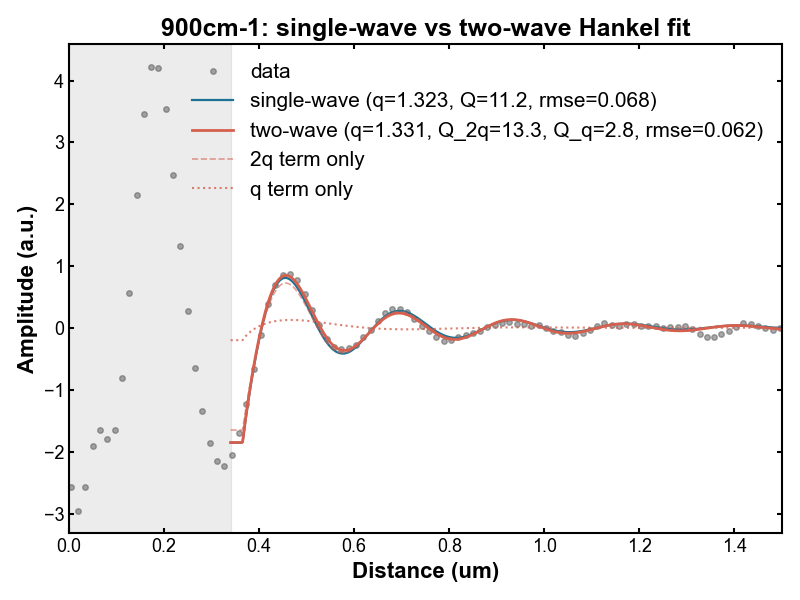 900cm-1: single-wave vs two-wave Hankel fit
data
single-wave (q=1.323, Q=11.2, rmse=0.068)
two-wave (q=1.331, Q_2q=13.3, Q_q=2.8, rmse=0.062)
2q term only
q term only
Amplitude (a.u.)
4
3
2
1
0
−1
−2
−3
0.0 0.2 0.4 0.6 0.8 1.0 1.2 1.4
Distance (um)